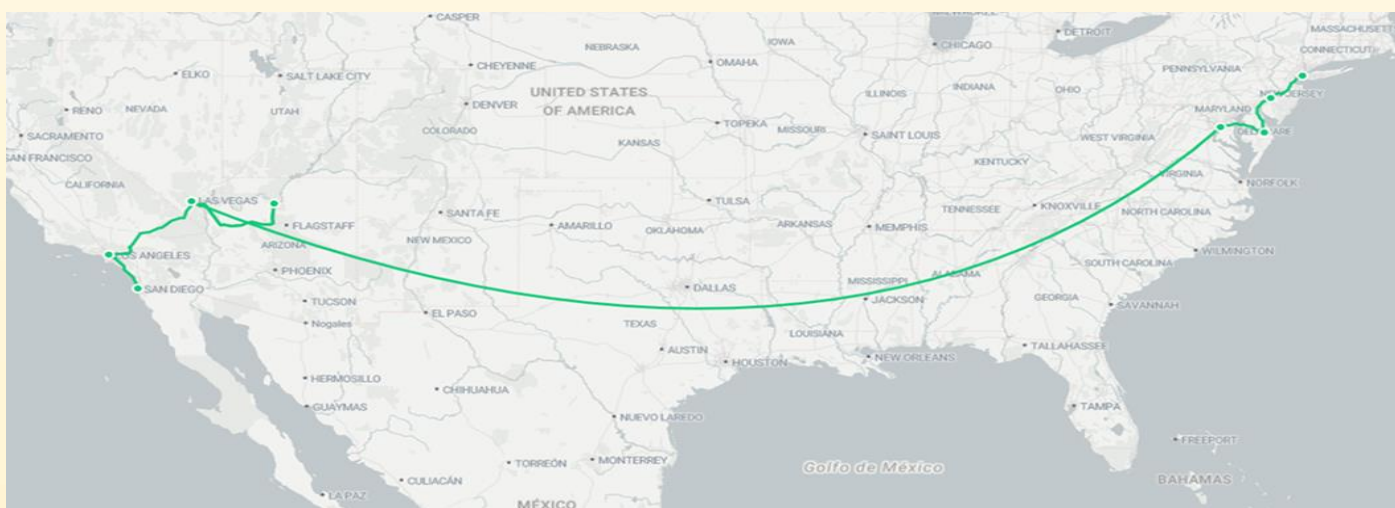 CASPER
MILWAUKEE
DETROIT
MASSACHUSETT
NEBRASKA
IOWA
CHICAGO
CONNECTICUT
CHEYENNE
OMAHA
PENNSYLVANIA
ELKO
SALT LAKE CITY
UNITED STATES
OF AMERICA
ILLINOIS
INDIANA
OHIO
NEW JERSEY
RENO
NEVADA
UTAH
DENVER
MARYLAND
SACRAMENTO
COLORADO
TOPEKA
MISSOURI
SAINT LOUIS
WEST VIRGINIA
DELAWARE
KANSAS
SAN FRANCISCO
KENTUCKY
VIRGINIA
CALIFORNIA
NORFOLK
LAS VEGAS
TULSA
TENNESSEE
KNOXVILLE
SANTA FE
NORTH CAROLINA
FLAGSTAFF
AMARILLO
OKLAHOMA
ARKANSAS
MEMPHIS
ARIZONA
NEW MEXICO
LOS ANGELES
WILMINGTON
PHOENIX
SOUTH CAROLINA
MISSISSIPPI
ALABAMA
SAN DIEGO
DALLAS
TUCSON
JACKSON
GEORGIA
SAVANNAH
EL PASO
Nogales
TEXAS
LOUISIANA
AUSTIN
TALLAHASSEE
HOUSTON
NEW ORLEANS
HERMOSILLO
CHIHUAHUA
GUAYMAS
TAMPA
NUEVO LAREDO
FREEPORT
TORREÓN
MONTERREY
Golfo de México
CULIACÁN
BAHAMAS
LA PAZ
MÉXICO